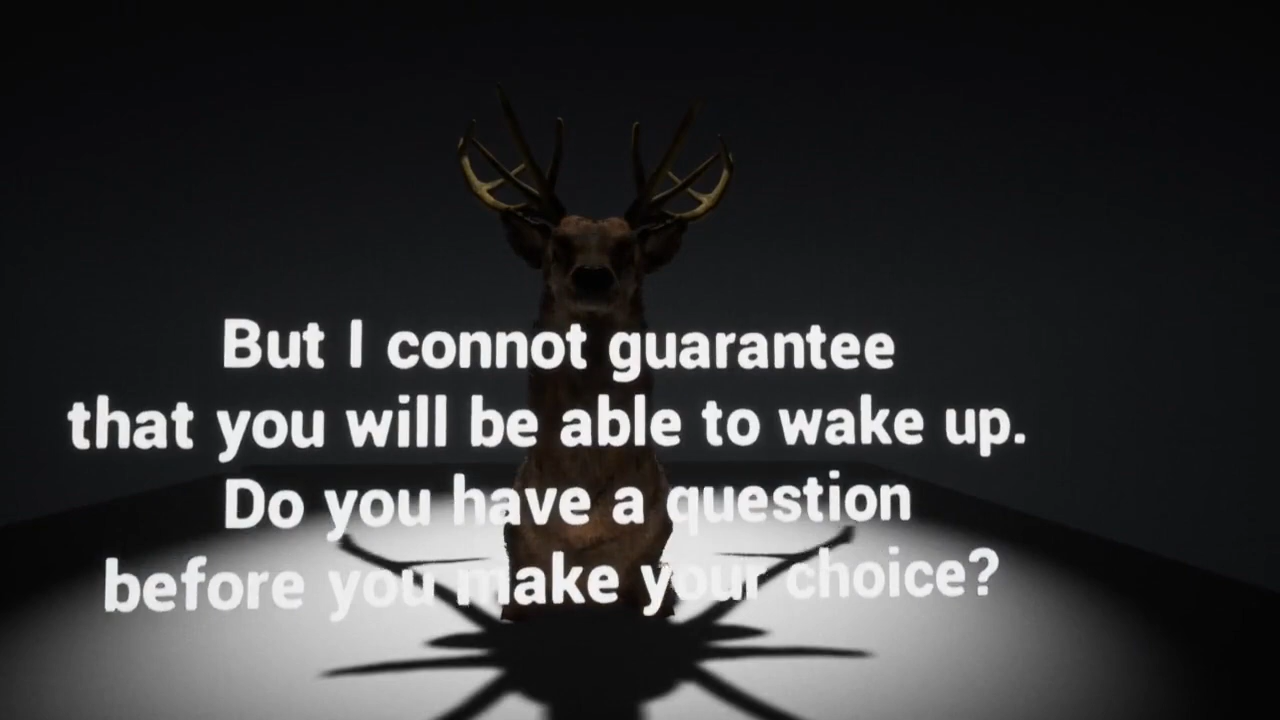 But I connot guarantee
that you will be able to wake up.
Do you have a question
before you make your choice?